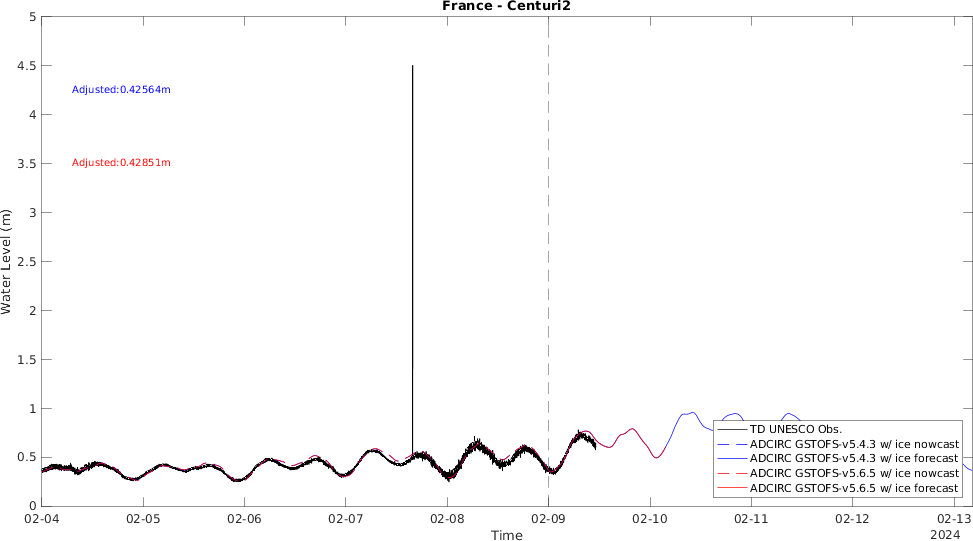 France - Centuri2
5
4.5
4
3.5
3
2.5
2
1.5
1
0.5
0
Water Level (m)
Adjusted:0.42564m
Adjusted:0.42851m
TD UNESCO Obs.
ADCIRC GSTOFS-v5.4.3 w/ ice nowcast
ADCIRC GSTOFS-v5.4.3 w/ ice forecast
ADCIRC GSTOFS-v5.6.5 w/ ice nowcast
ADCIRC GSTOFS-v5.6.5 w/ ice forecast
02-04 02-05 02-06 02-07 02-08 02-09 02-10 02-11 02-12 02-13
Time
2024